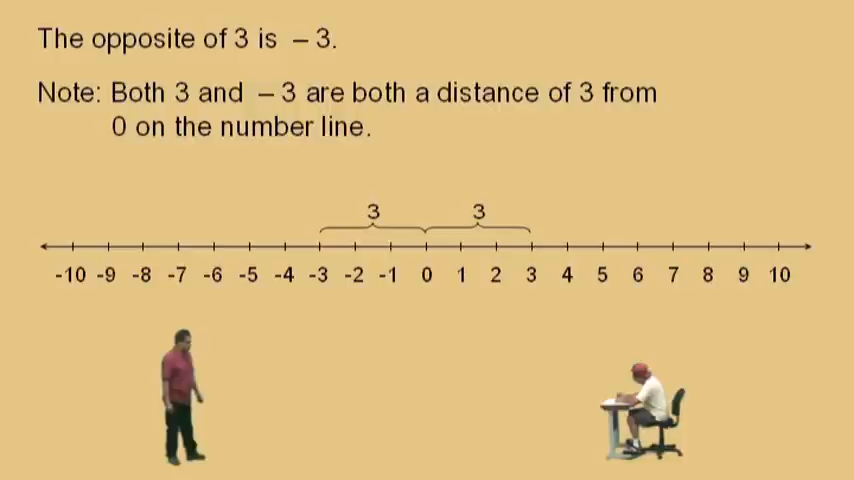 The opposite of 3 is – 3.
Note: Both 3 and – 3 are both a distance of 3 from
0 on the number line.
3 3
-10 -9 -8 -7 -6 -5 -4 -3 -2 -1 0 1 2 3 4 5 6 7 8 9 10